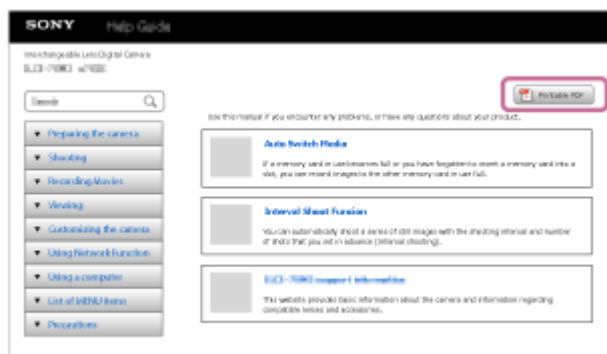 SONY Help Guide
Interchangeable Lens Digital Camera
Search
Printable PDF
Use this manual if you encounter any problems, or have any questions about your product.
Preparing the camera
Shooting
Recording Movies
Viewing
Customizing the camera
Using Network Function
Using a computer
List of MENU items
Precautions
Auto Switch Media
If a memory card in use becomes full or you have forgotten to insert a memory card into a
slot, you can record images to the other memory card in use full.
Interval Shoot Funsion
You can automatically shoot a series of still images with the shooting interval and number
of shots that you set in advance (Interval shooting).
support information
This website provides basic information about the camera and information regarding
compatible lenses and accessories.